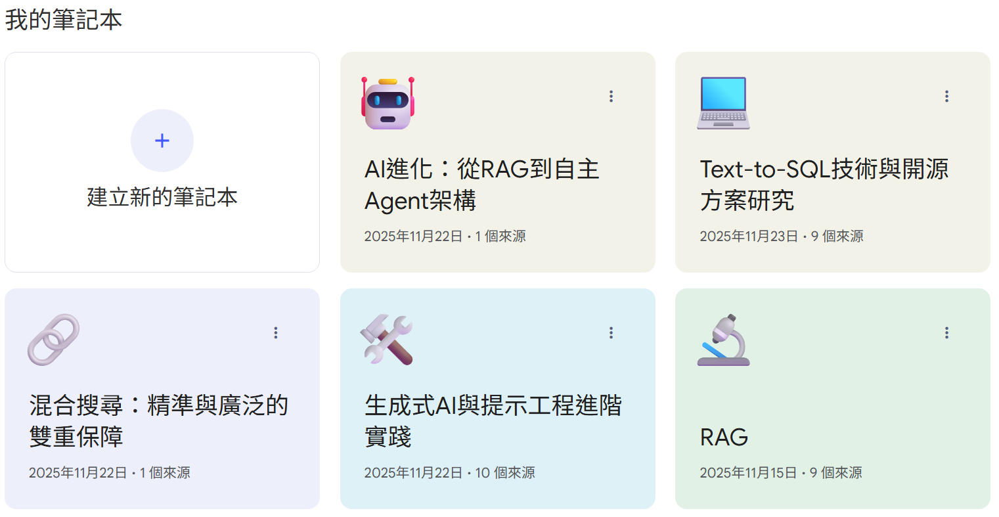 我的筆記本
建立新的筆記本
AI進化：從RAG到自主
Agent架構
2025年11月22日・1 個來源
Text-to-SQL技術與開源
方案研究
2025年11月23日・9 個來源
混合搜尋：精準與廣泛的
雙重保障
2025年11月22日・1 個來源
生成式AI與提示工程進階
實踐
2025年11月22日・10 個來源
RAG
2025年11月15日・9 個來源